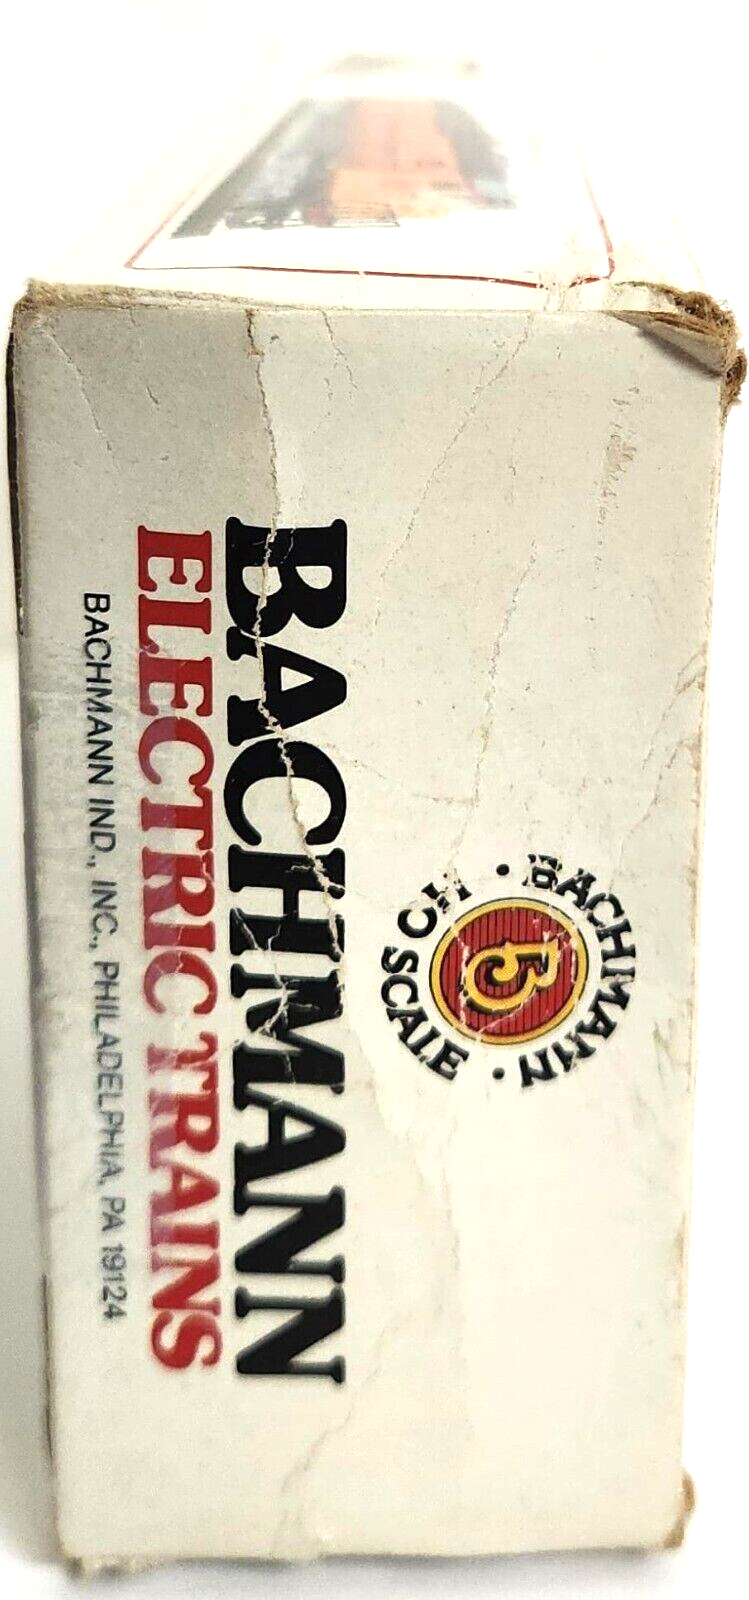 BACHMANN
HO SCALE
B
BACHMANN
ELECTRIC TRAINS
BACHMANN IND., INC., PHILADELPHIA, PA 19124